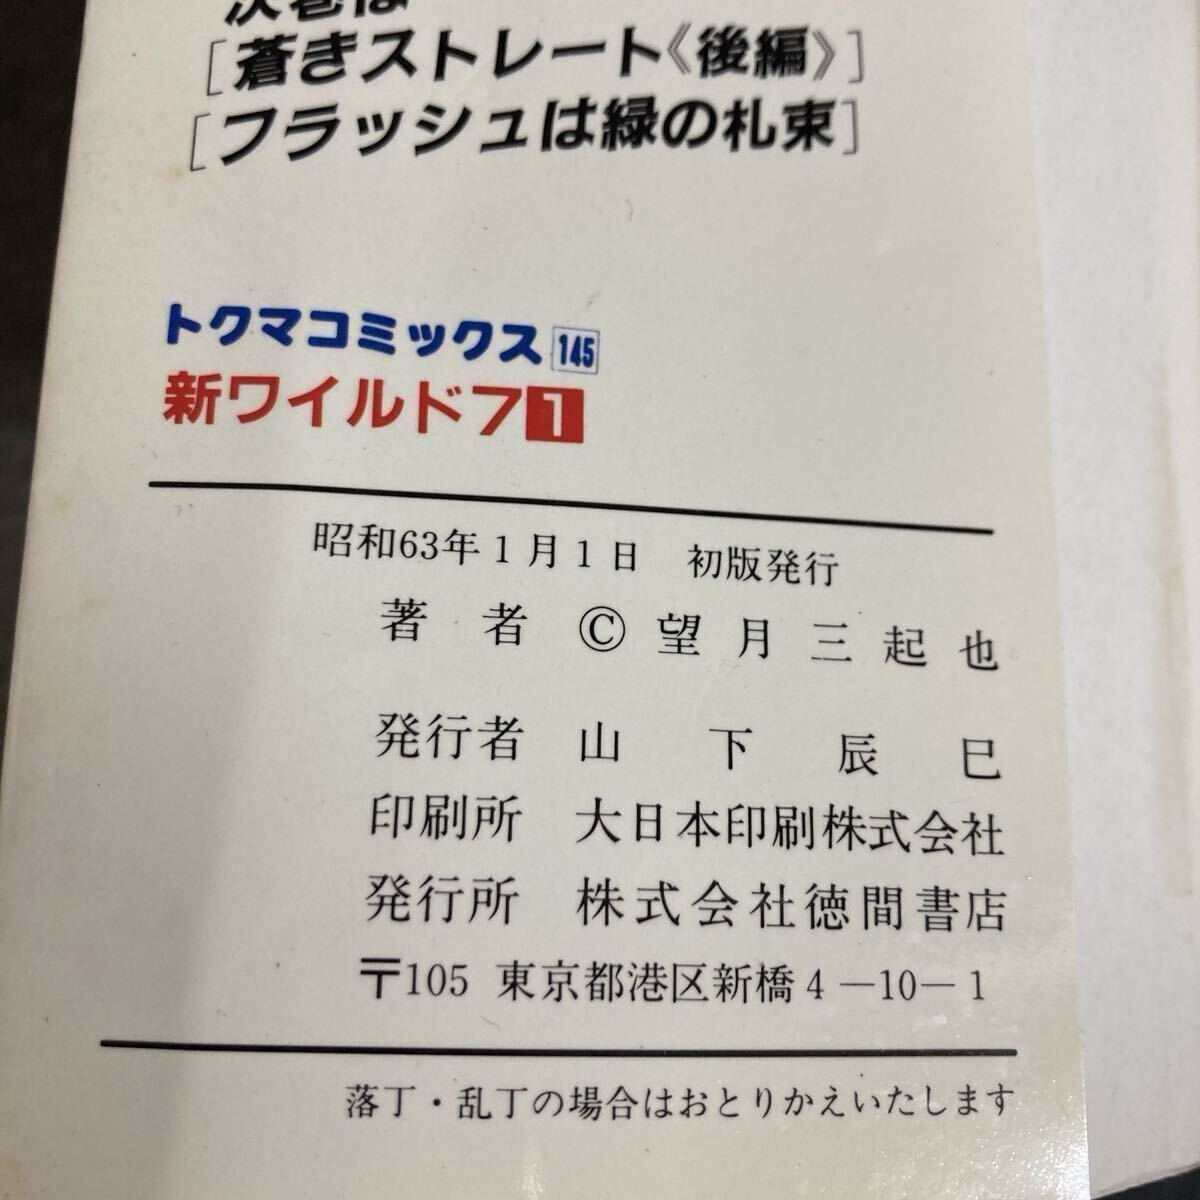 次巻は
[蒼きストレート《後編》]
[フラッシュは緑の札束]
トクマコミックス 145
新ワイルド7 1
昭和63年1月1日 初版発行
著者 ©望月三起也
発行者 山下辰巳
印刷所 大日本印刷株式会社
発行所 株式会社徳間書店
〒105 東京都港区新橋4-10-1
落丁・乱丁の場合はおとりかえいたします